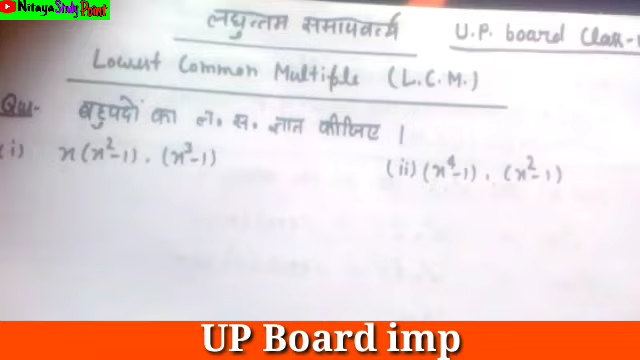 Nitaya Study Point
लघुत्तम समापवर्त्य
U.P. board Class-
Lowest Common Multiple (L.C.M.)
Que- बहुपदों का ल. स. ज्ञात कीजिए ।
(i) x(x²-1), (x³-1)
(ii) (x⁴-1), (x²-1)
UP Board imp